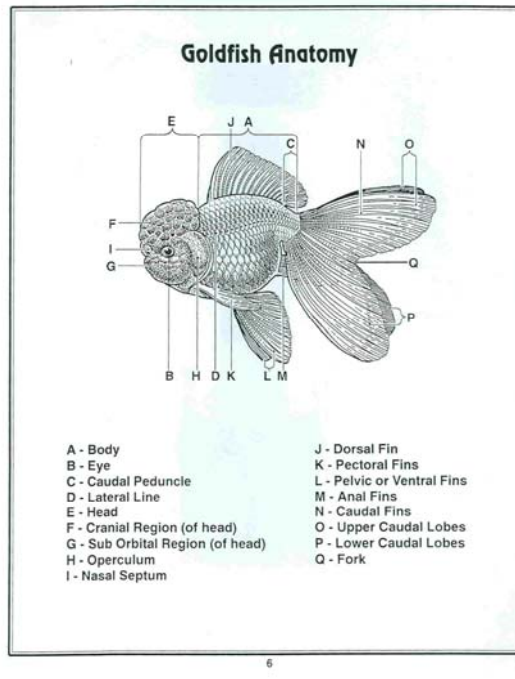 Goldfish Anatomy
J A
E
C N O
F
I
G
Q
P
B H D K L M
A - Body
B - Eye
C - Caudal Peduncle
D - Lateral Line
E - Head
F - Cranial Region (of head)
G - Sub Orbital Region (of head)
H - Operculum
I - Nasal Septum
J - Dorsal Fin
K - Pectoral Fins
L - Pelvic or Ventral Fins
M - Anal Fins
N - Caudal Fins
O - Upper Caudal Lobes
P - Lower Caudal Lobes
Q - Fork
6